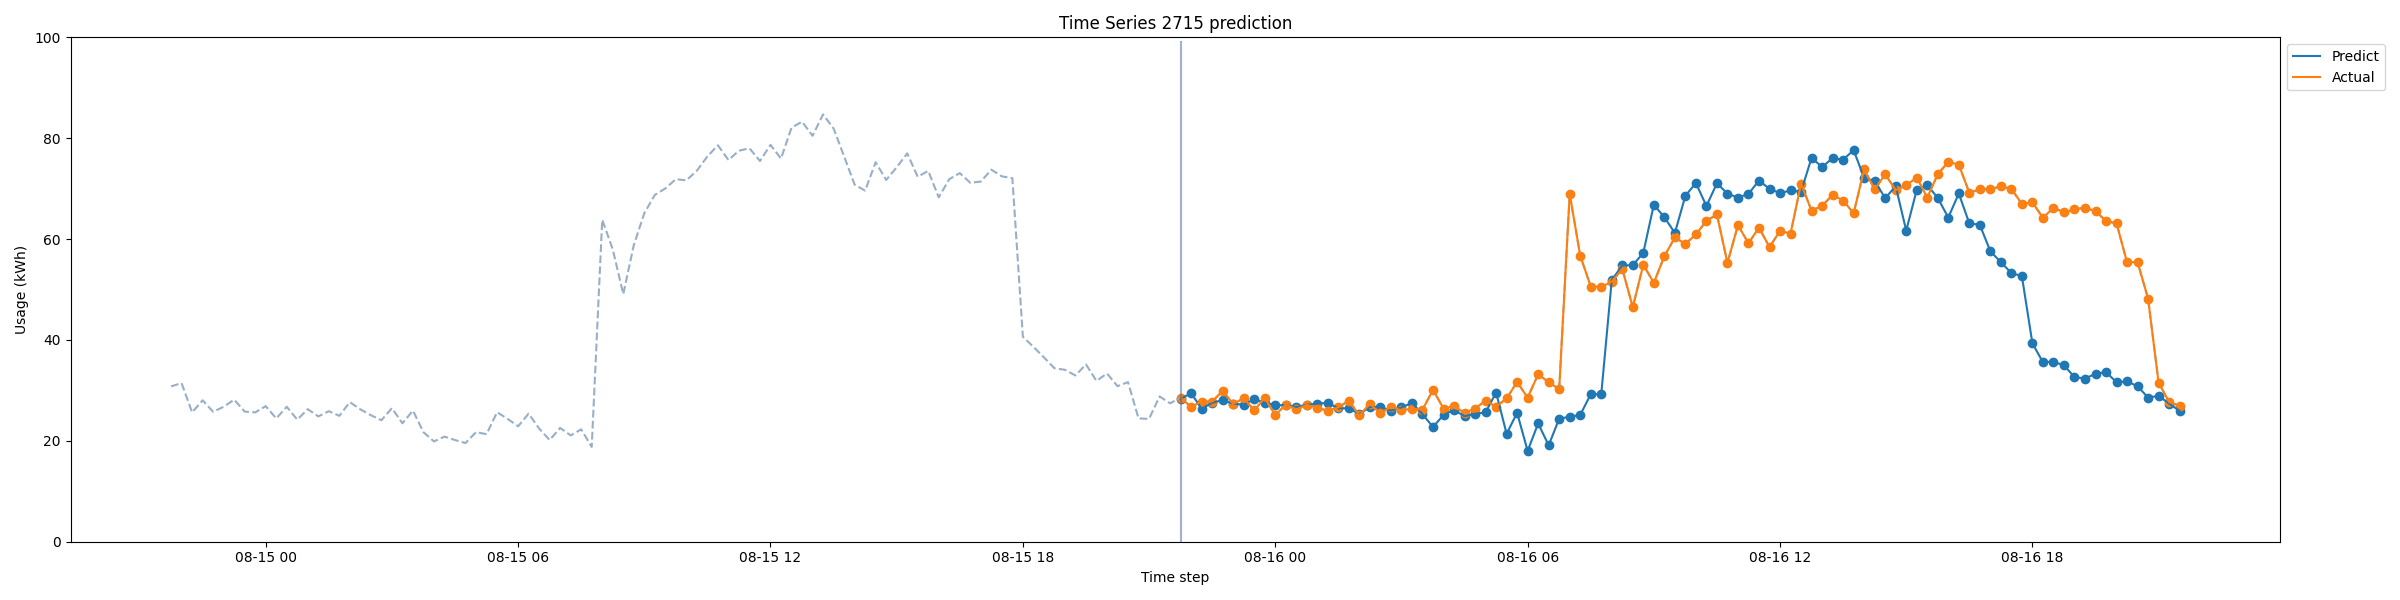 Time Series 2715 prediction
Predict
Actual
Usage (kWh)
100
80
60
40
20
0
08-15 00
08-15 06
08-15 12
08-15 18
08-16 00
08-16 06
08-16 12
08-16 18
Time step